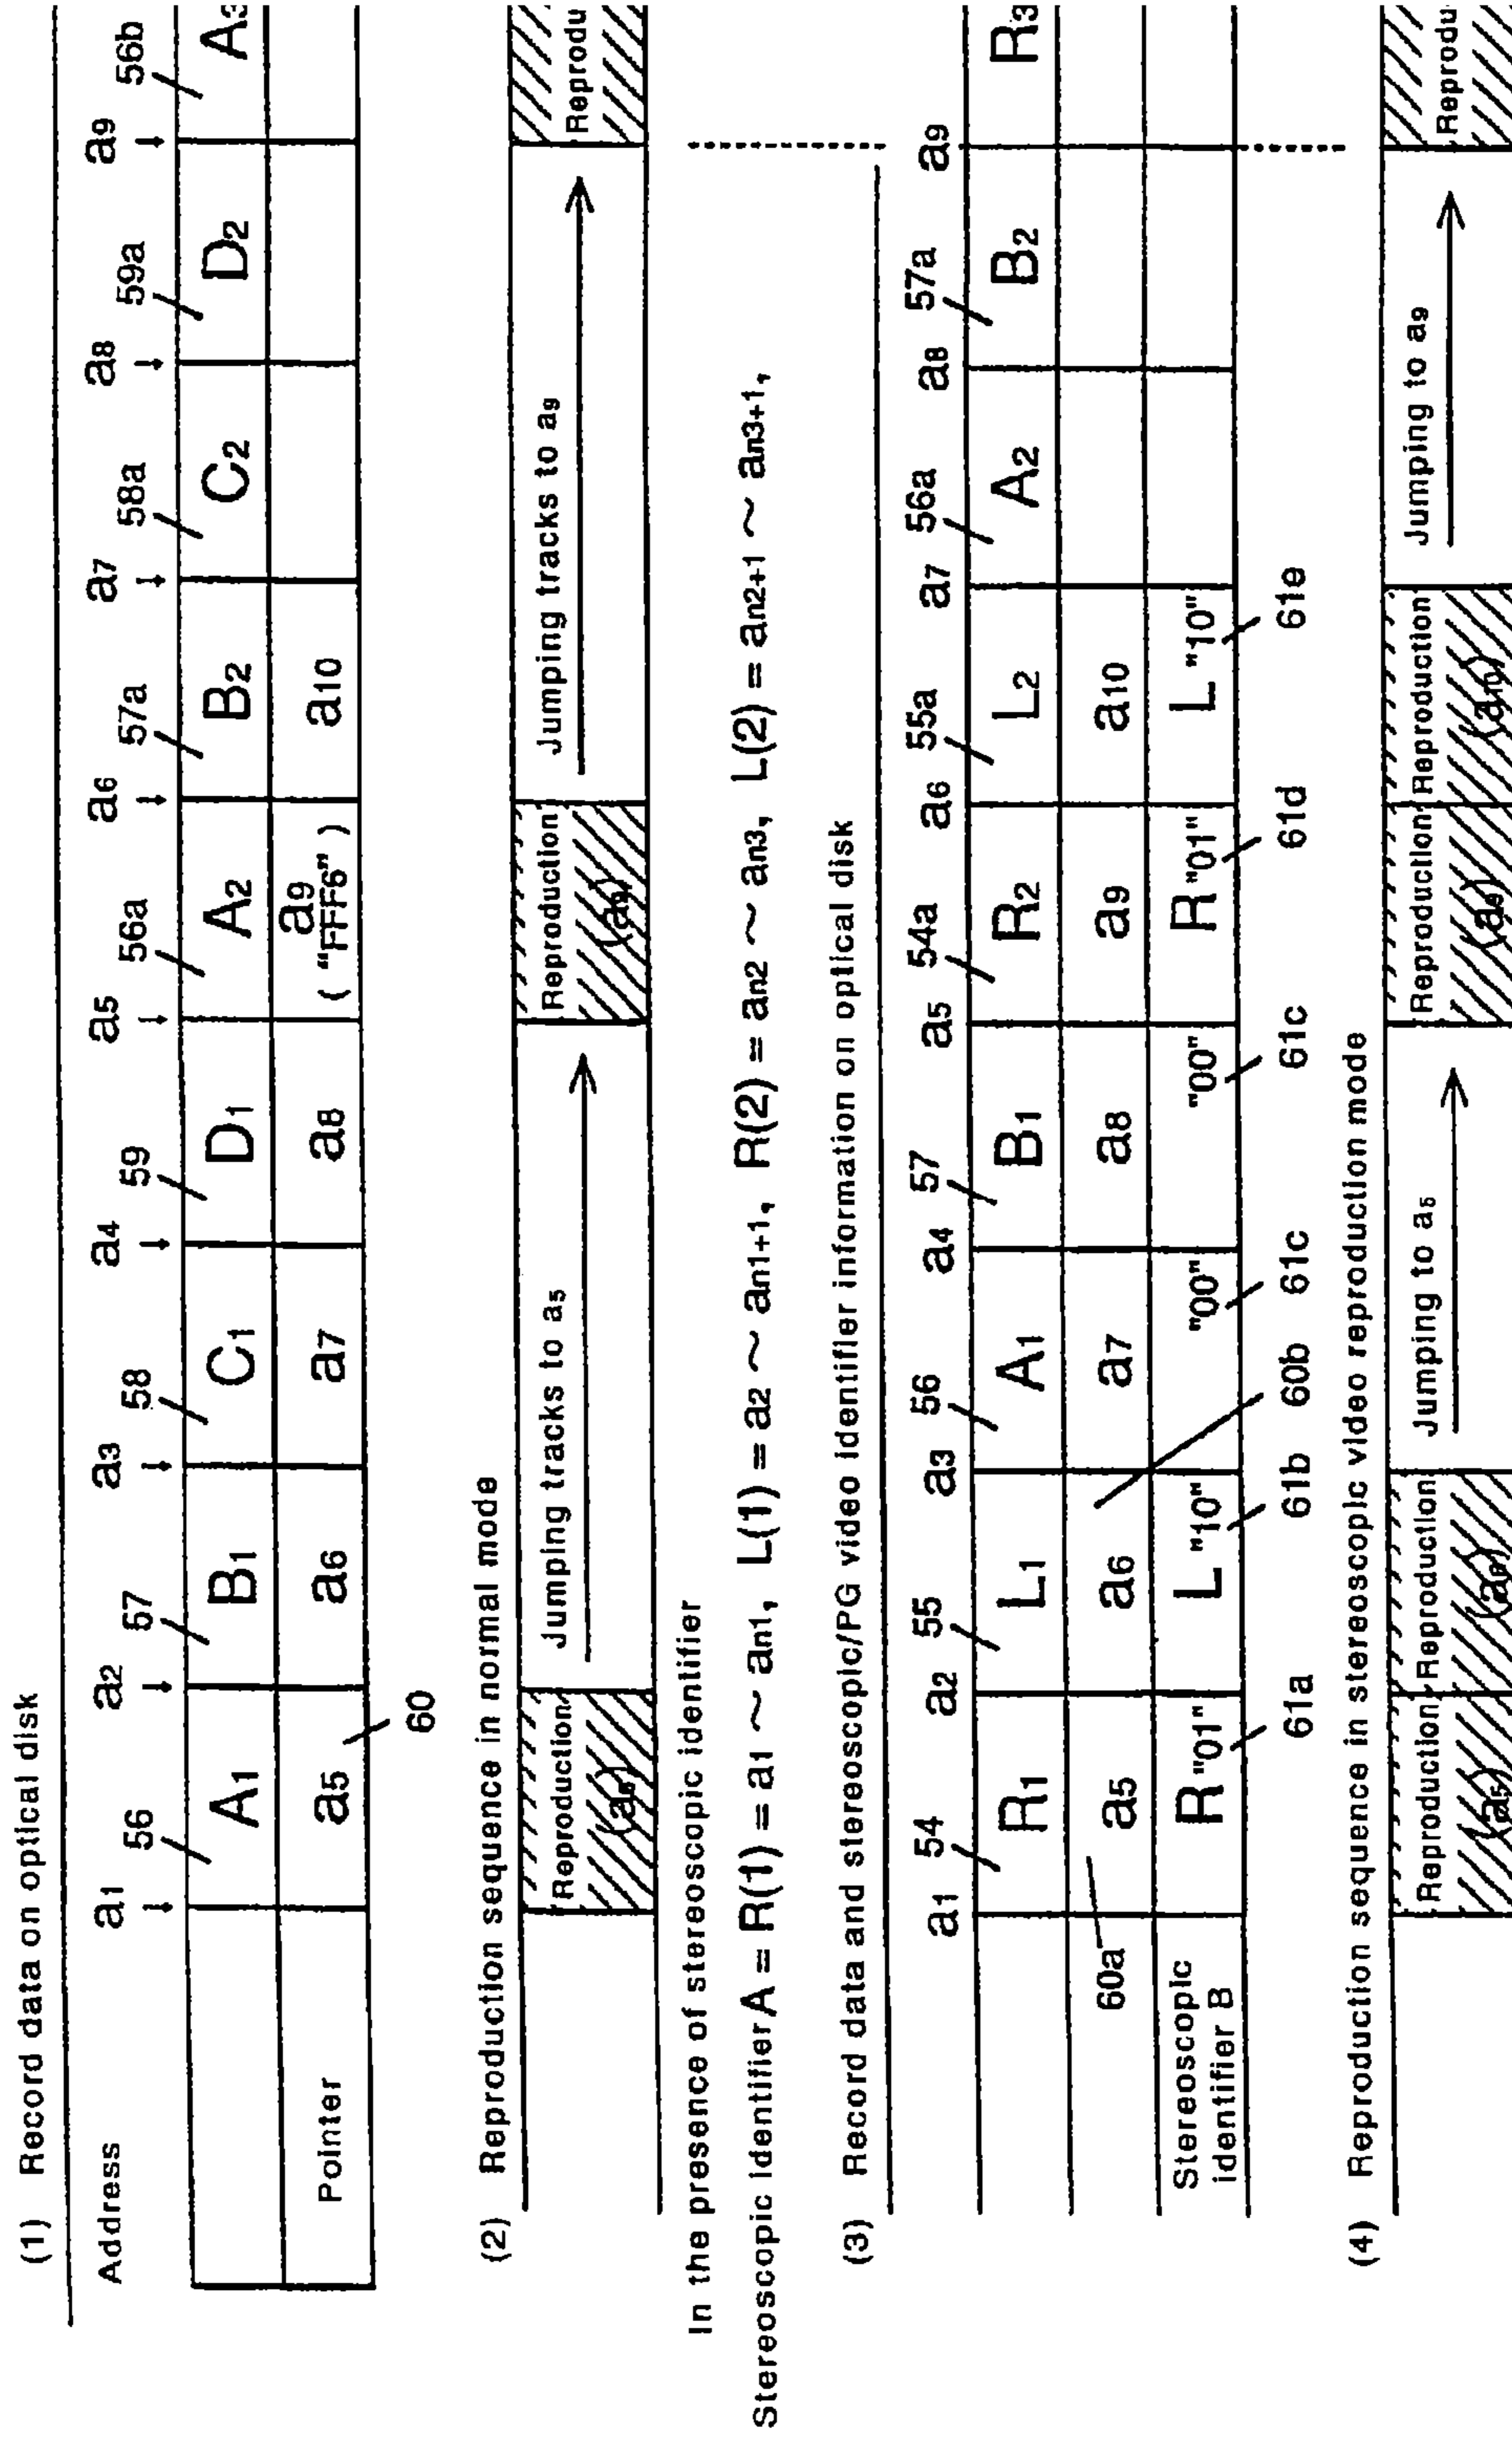 (1) Record data on optical disk
Address a1 a2 a3 a4 a5 a6 a7 a8 a9
56 67 58 59 56a 57a 58a 59a 56b
A1 B1 C1 D1 A2 B2 C2 D2 A3
Pointer a5 a6 a7 a8 a9 a10
( "FFF6" )
60
(2) Reproduction sequence in normal mode
Reproduction Jumping tracks to a5 Reproduction Jumping tracks to a9 Reprodu
(a5) (a9)
In the presence of stereoscopic identifier
Stereoscopic identifier A = R(1) = a1 ~ an1, L(1) = a2 ~ an1+1, R(2) = an2 ~ an3, L(2) = an2+1 ~ an3+1,
(3) Record data and stereoscopic/PG video identifier information on optical disk
a1 a2 a3 a4 a5 a6 a7 a8 a9
54 55 56 57 54a 55a 56a 57a
R1 L1 A1 B1 R2 L2 A2 B2 R3
60a a5 a6 a7 a8 a9 a10
Stereoscopic
identifier B
R "01" L "10" "00" "00" R "01" L "10"
61a 61b 60b 61c 61c 61d 61e
(4) Reproduction sequence in stereoscopic video reproduction mode
Reproduction Reproduction Jumping to a5 Reproduction Reproduction Jumping to a9 Reprodu
(a5) (a6) (a9) (a10)